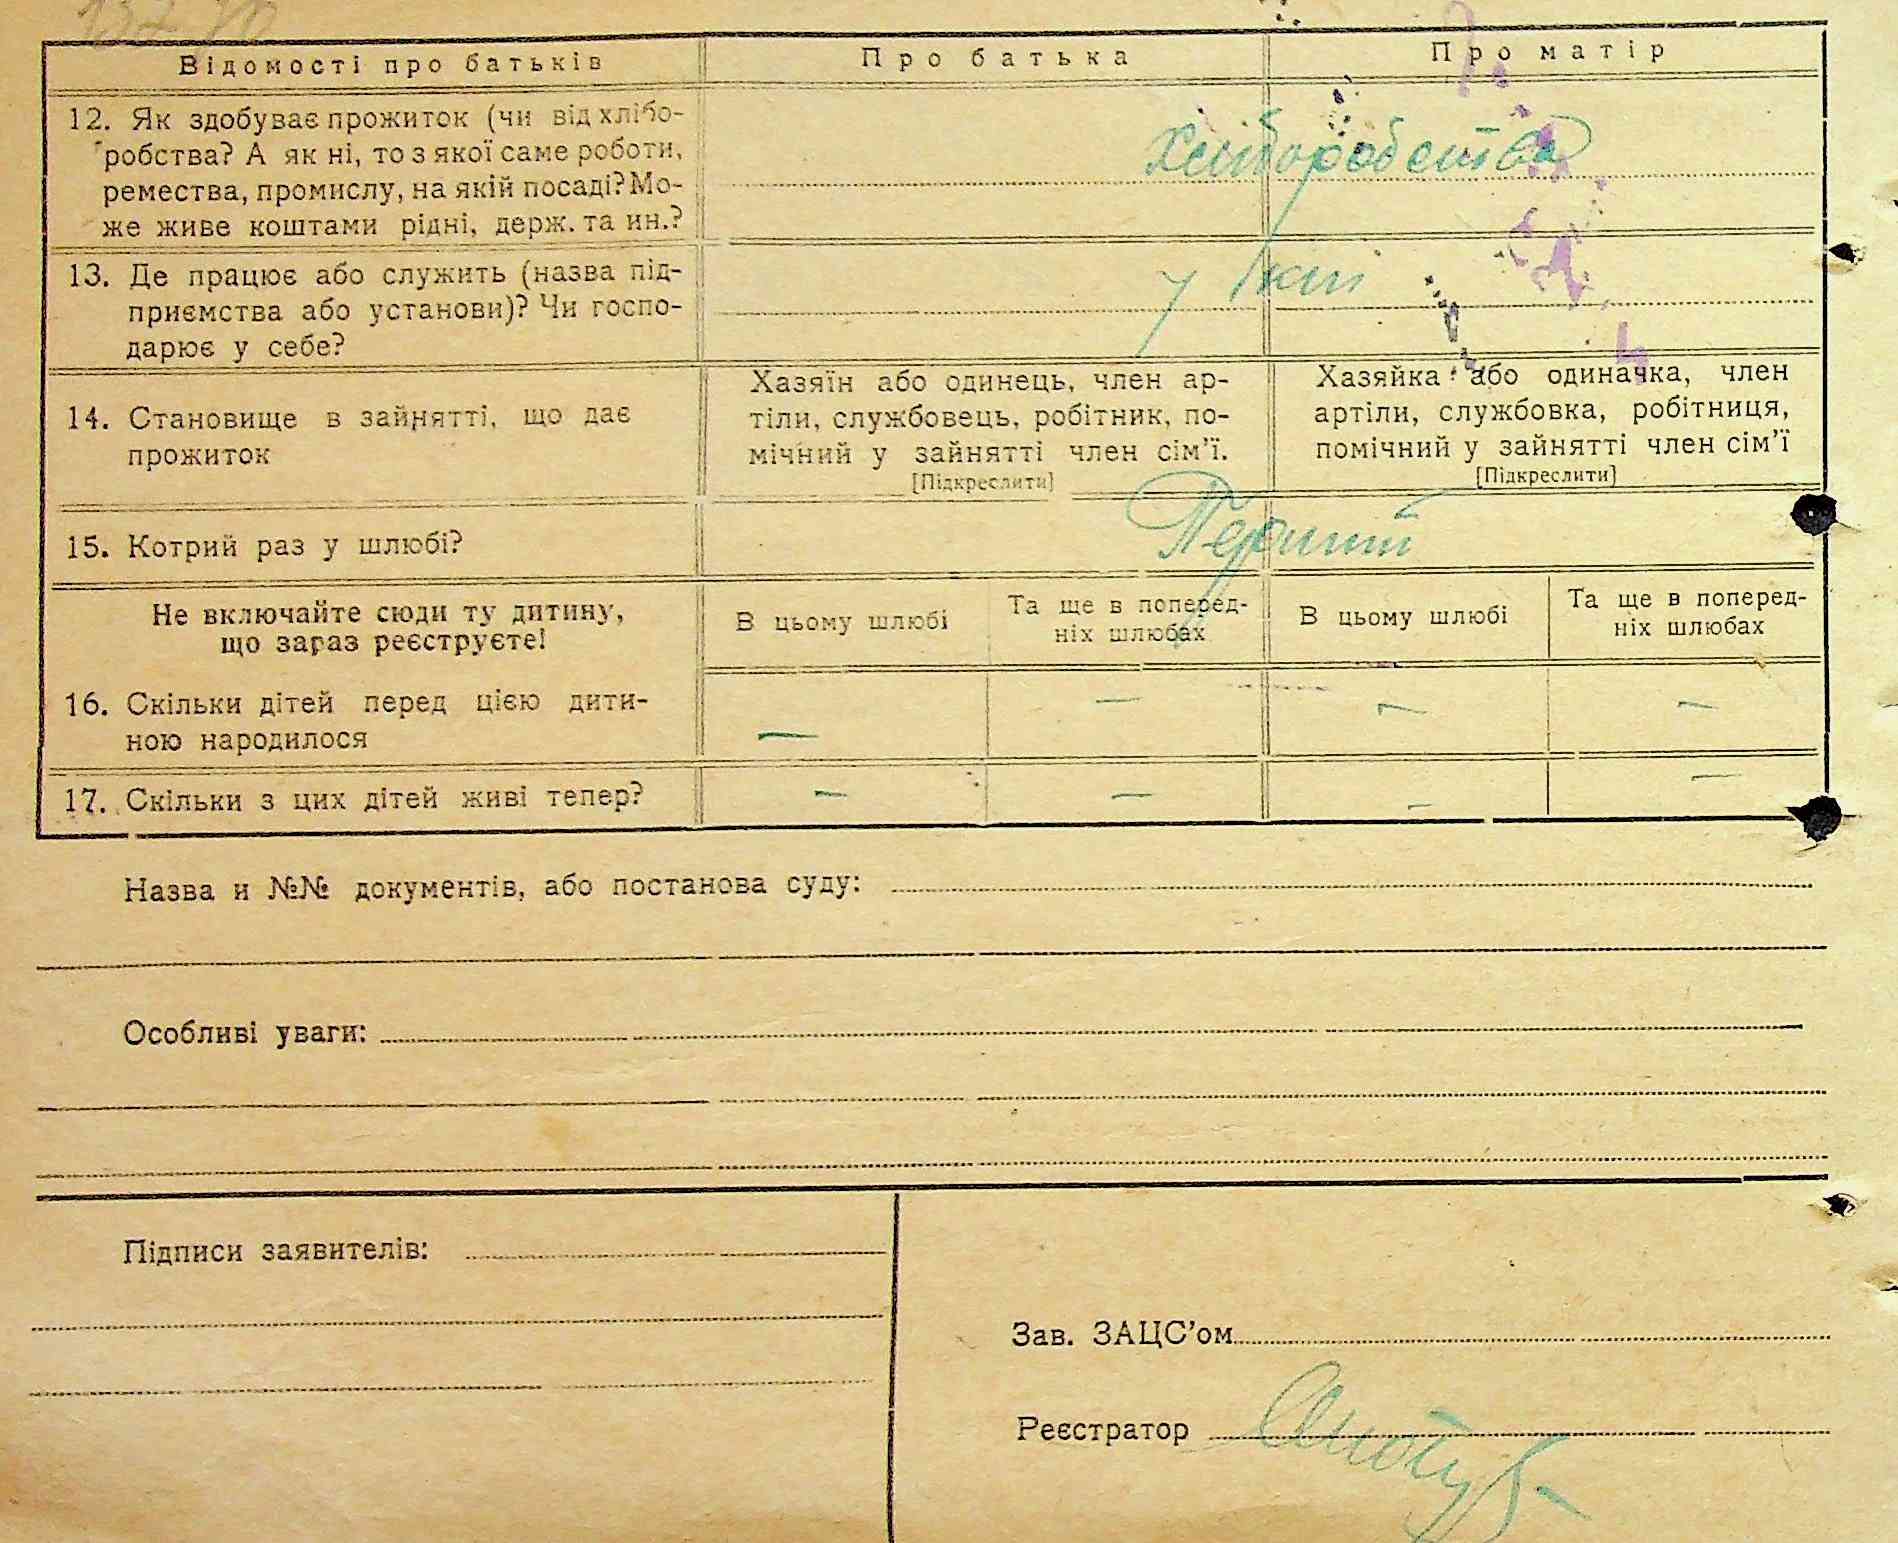 Відомості про батьків
Про батька
Про матір
12. Як здобуває прожиток (чи від хлібо-
робства? А як ні, то з якої саме роботи,
ремества, промислу, на якій посаді? Мо-
же живе коштами рідні, держ. та ин.?
Хліборобства
13. Де працює або служить (назва під-
приємства або установи)? Чи госпо-
дарює у себе?
У
14. Становище в зайнятті, що дає
прожиток
Хазяїн або одинець, член ар-
тіли, службовець, робітник, по-
мічний у зайнятті член сім'ї.
[Підкреслити]
Хазяйка або одиначка, член
артіли, службовка, робітниця,
помічний у зайнятті член сім'ї
[Підкреслити]
15. Котрий раз у шлюбі?
Перший
Не включайте сюди ту дитину,
що зараз реєструєте!
В цьому шлюбі
Та ще в поперед-
ніх шлюбах
В цьому шлюбі
Та ще в поперед-
ніх шлюбах
16. Скільки дітей перед цією дити-
ною народилося
— — — —
17. Скільки з цих дітей живі тепер?
— — — —
Назва и №№ документів, або постанова суду:
Особливі уваги:
Підписи заявителів:
Зав. ЗАЦС'ом
Реєстратор